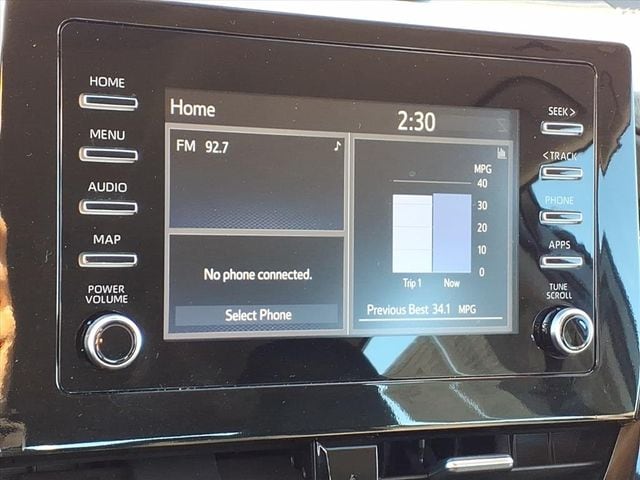 HOME
MENU
AUDIO
MAP
POWER
VOLUME
Home
2:30
FM 92.7
No phone connected.
Select Phone
MPG
40
30
20
10
0
Trip 1
Now
Previous Best 34.1 MPG
SEEK >
< TRACK
PHONE
APPS
TUNE
SCROLL